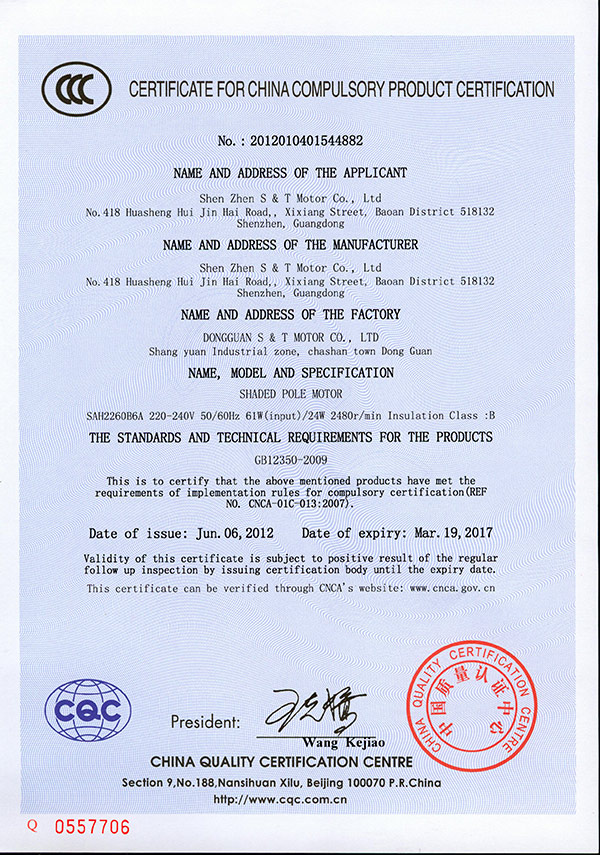 CCC
CERTIFICATE FOR CHINA COMPULSORY PRODUCT CERTIFICATION
No. : 2012010401544882
NAME AND ADDRESS OF THE APPLICANT
Shen Zhen S & T Motor Co., Ltd
No.418 Huasheng Hui Jin Hai Road,, Xixiang Street, Baoan District 518132
Shenzhen, Guangdong
NAME AND ADDRESS OF THE MANUFACTURER
Shen Zhen S & T Motor Co., Ltd
No.418 Huasheng Hui Jin Hai Road,, Xixiang Street, Baoan District 518132
Shenzhen, Guangdong
NAME AND ADDRESS OF THE FACTORY
DONGGUAN S & T MOTOR CO., LTD
Shang yuan Industrial zone, chashan town Dong Guan
NAME, MODEL AND SPECIFICATION
SHADED POLE MOTOR
SAH2260B6A 220-240V 50/60Hz 61W(input)/24W 2480r/min Insulation Class :B
THE STANDARDS AND TECHNICAL REQUIREMENTS FOR THE PRODUCTS
GB12350-2009
This is to certify that the above mentioned products have met the
requirements of implementation rules for compulsory certification(REF
NO. CNCA-01C-013:2007).
Date of issue: Jun.06,2012 Date of expiry: Mar.19,2017
Validity of this certificate is subject to positive result of the regular
follow up inspection by issuing certification body until the expiry date.
This certificate can be verified through CNCA's website: www.cnca.gov.cn
CQC
President:
Wang Kejiao
CHINA QUALITY CERTIFICATION CENTRE
中国质量认证中心
CHINA QUALITY CERTIFICATION CENTRE
Section 9,No.188,Nansihuan Xilu, Beijing 100070 P.R.China
http://www.cqc.com.cn
Q 0557706